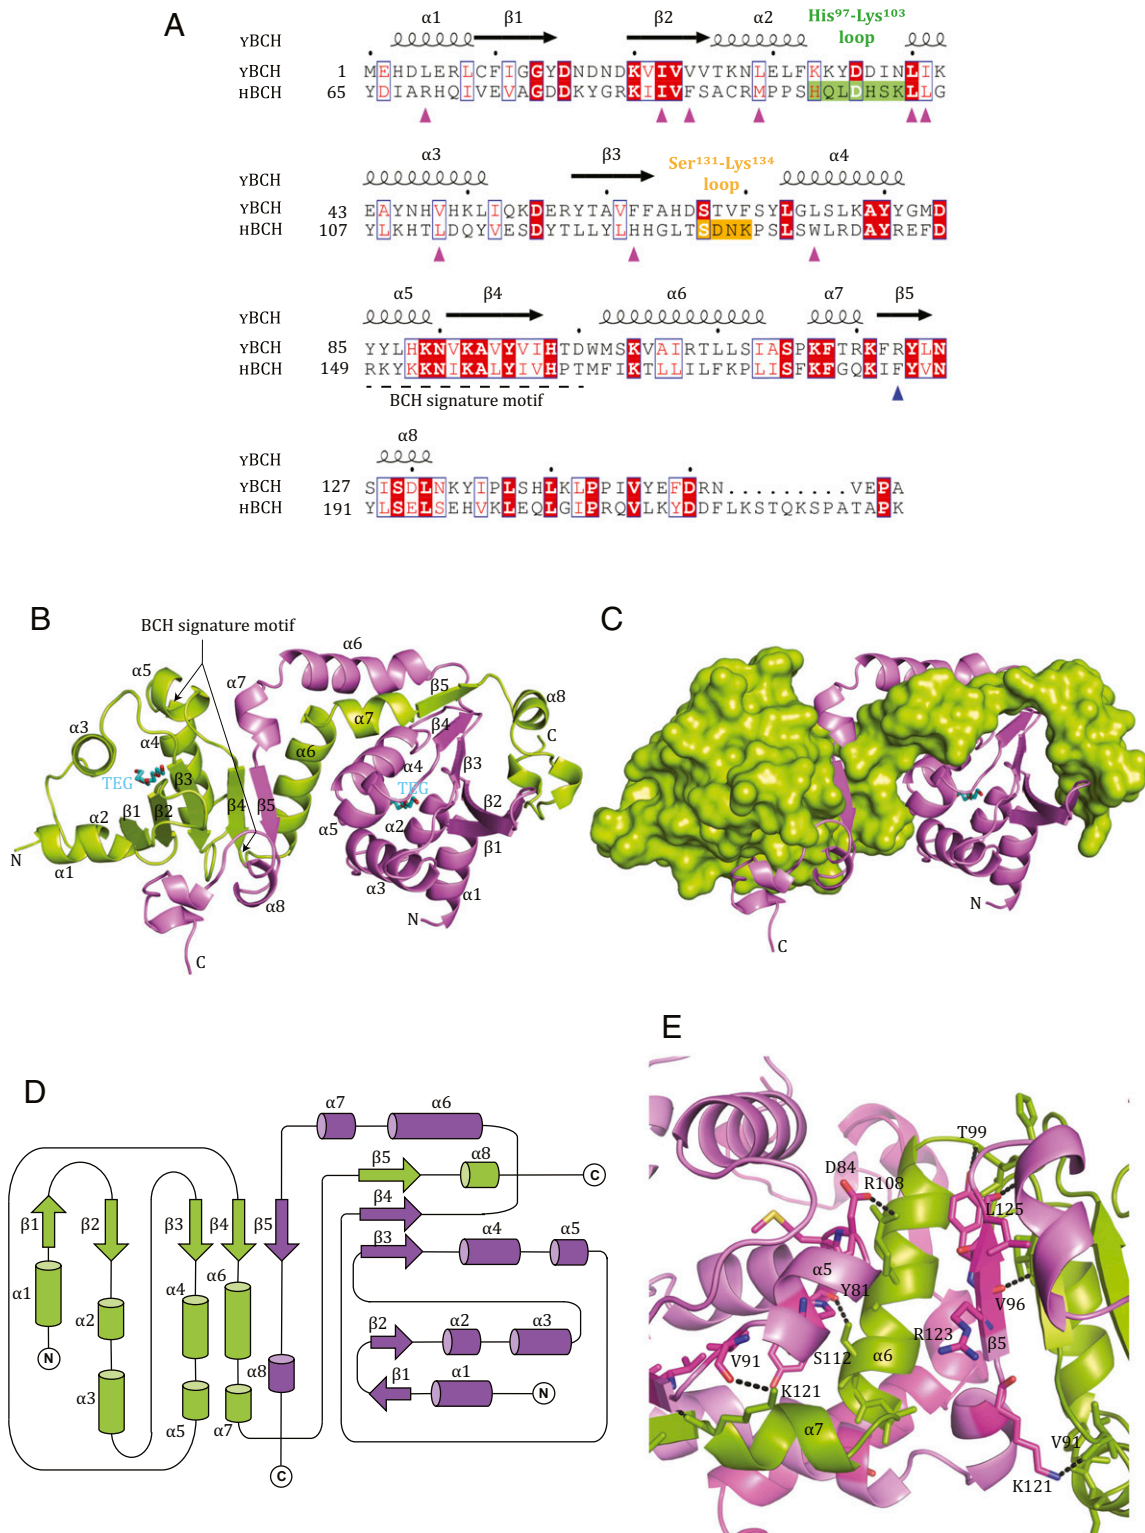 A
α1 β1 β2 α2 His⁹⁷-Lys¹⁰³ loop
YBCH
YBCH 1 MEHDLERLCFIGGYDNDNDKVIVVVTKNLELFKKYDDINLIK
HBCH 65 YDIARHQIVEVAGDDKYGRKIIVFSACRMPPSHQLDHSKLLG
α3 β3 Ser¹³¹-Lys¹³⁴ loop α4
YBCH
YBCH 43 EAYNHVHKLIQKDERYTAVFFAHDSTVFSYLGLSLKAYYGMD
HBCH 107 YLKHTLDQYVESDYTLLYLHHGLTSDNKPSLSWLRDAYREFD
α5 β4 α6 α7 β5
YBCH
YBCH 85 YYLHKNVKAVYVIHTDWMSKVAIRTLLSIASPKFTRKFRYLN
HBCH 149 RKYKKNIKALYIVHPTMFIKTLLILFKPLISFKFGQKIFYVN
BCH signature motif
α8
YBCH
YBCH 127 SISDLNKYIPLSHLKLPPIVYEFDRN.........VEPA
HBCH 191 YLSELSEHVKLEQLGIPRQVLKYDDFLKSTQKSPATAPK
B
BCH signature motif
α6
α5
α7
β5
α8
α3
α7
β4
C
α4
α6
α4
β3
TEG
β3
TEG
β4
β5
β2
α2
β1
β2
α5
α2
β1
N
α1
α3
α1
α8
N
C
C
N
C
D
α7
α6
β5
α8
C
β4
β1
β2
β3
β4
β5
β3
α4
α5
α1
α2
α4
α6
β2
α2
α3
N
α8
β1
α1
N
α3
α5
α7
C
E
T99
D84
R108
L125
α5
Y81
V96
R123
β5
V91
S112
α6
K121
α7
V91
K121